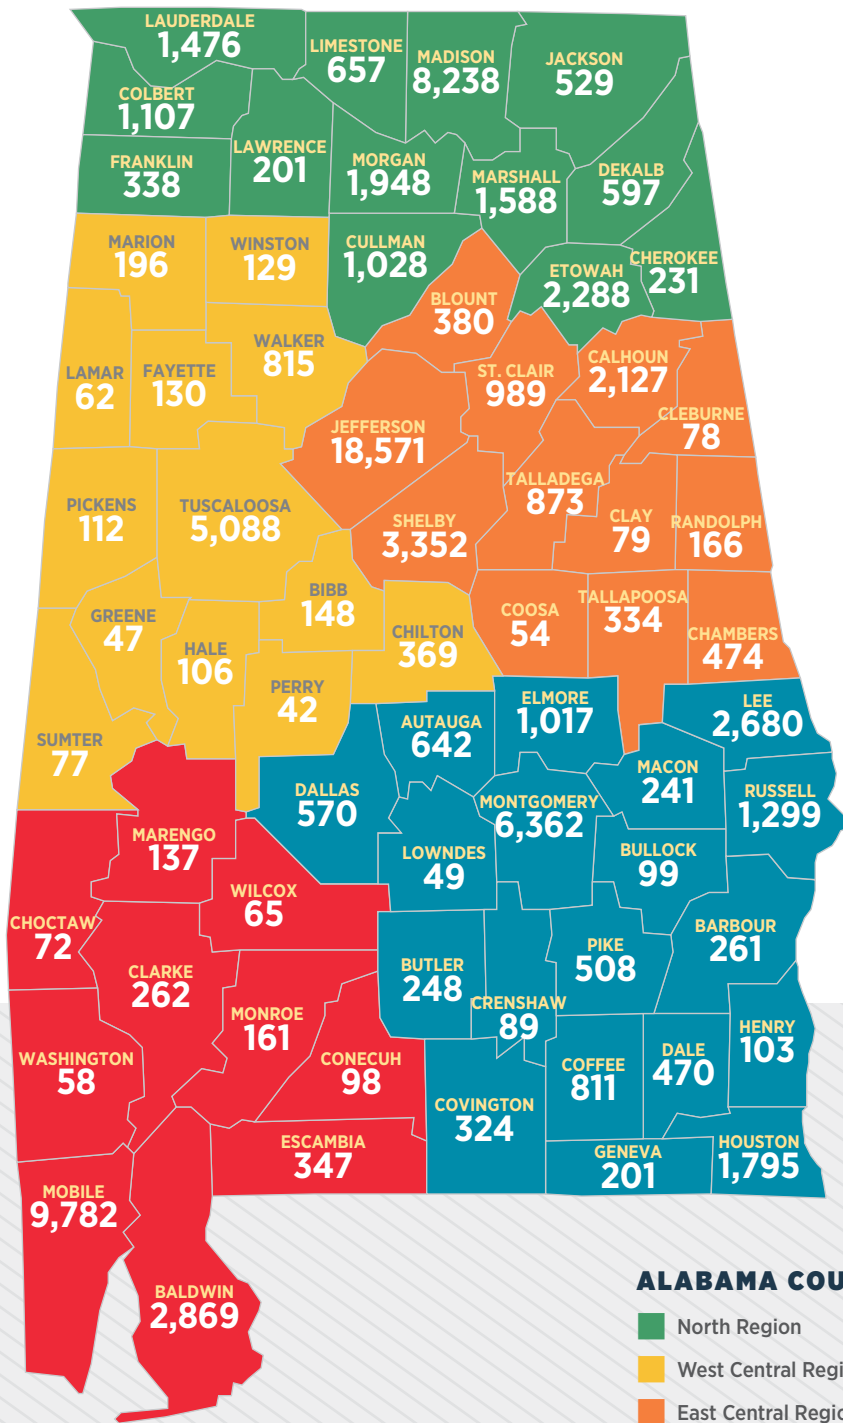 LAUDERDALE
1,476
LIMESTONE
657
MADISON
8,238
JACKSON
529
COLBERT
1,107
FRANKLIN
338
LAWRENCE
201
MORGAN
1,948
MARSHALL
1,588
DEKALB
597
CULLMAN
1,028
ETOWAH
2,288
CHEROKEE
231
MARION
196
WINSTON
129
BLOUNT
380
LAMAR
62
FAYETTE
130
WALKER
815
ST. CLAIR
989
CALHOUN
2,127
CLEBURNE
78
JEFFERSON
18,571
TALLADEGA
873
PICKENS
112
TUSCALOOSA
5,088
SHELBY
3,352
CLAY
79
RANDOLPH
166
GREENE
47
HALE
106
BIBB
148
CHILTON
369
COOSA
54
TALLAPOOSA
334
CHAMBERS
474
SUMTER
77
PERRY
42
AUTAUGA
642
ELMORE
1,017
LEE
2,680
DALLAS
570
MONTGOMERY
6,362
MACON
241
RUSSELL
1,299
MARENGO
137
LOWNDES
49
BULLOCK
99
CHOCTAW
72
WILCOX
65
CLARKE
262
BUTLER
248
CRENSHAW
89
PIKE
508
BARBOUR
261
MONROE
161
CONECUH
98
WASHINGTON
58
COVINGTON
324
COFFEE
811
DALE
470
HENRY
103
ESCAMBIA
347
GENEVA
201
HOUSTON
1,795
MOBILE
9,782
BALDWIN
2,869
ALABAMA COU
North Region
West Central Regi
East Central Regio